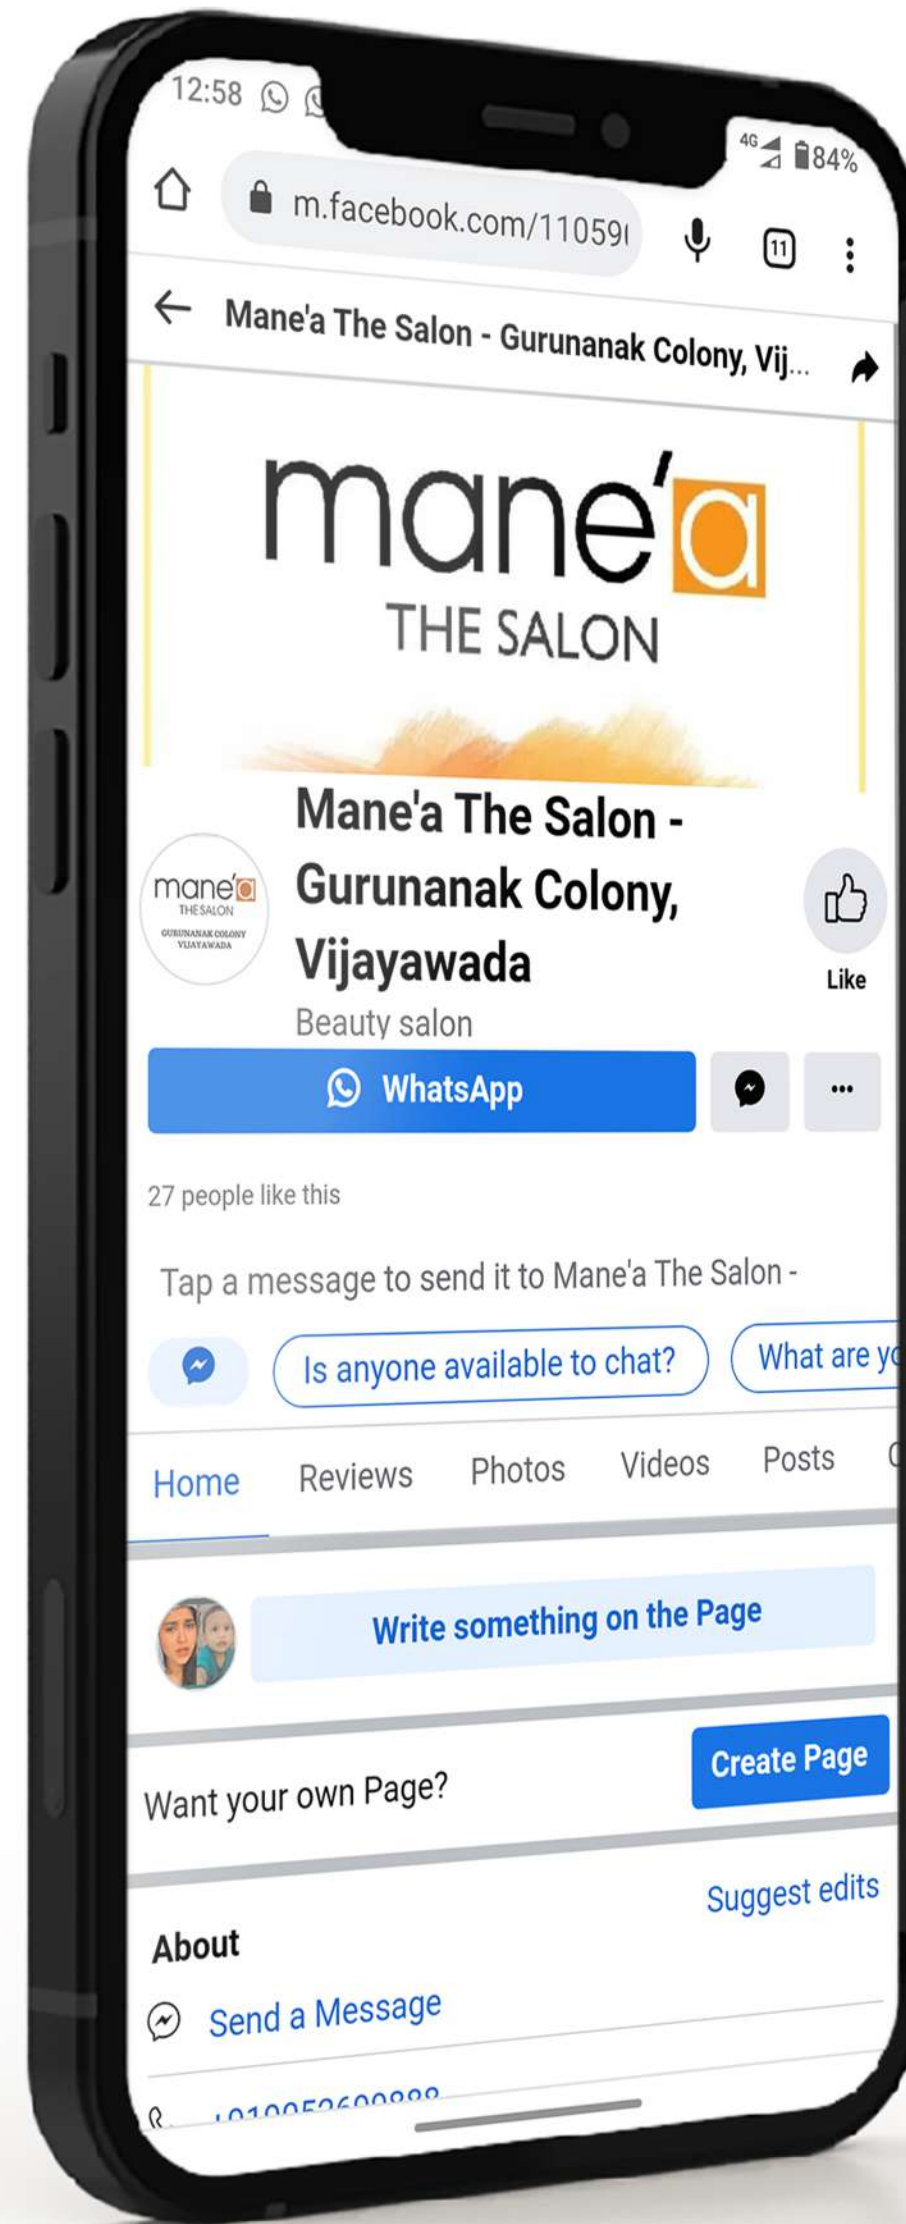 12:58
4G 84%
m.facebook.com/11059
11
Mane'a The Salon - Gurunanak Colony, Vij...
mane'a
THE SALON
Mane'a The Salon -
Gurunanak Colony,
Vijayawada
mane'a
THE SALON
GURUNANAK COLONY
VIJAYAWADA
Like
Beauty salon
WhatsApp
27 people like this
Tap a message to send it to Mane'a The Salon -
Is anyone available to chat?
What are yo
Home Reviews Photos Videos Posts
Write something on the Page
Want your own Page?
Create Page
Suggest edits
About
Send a Message